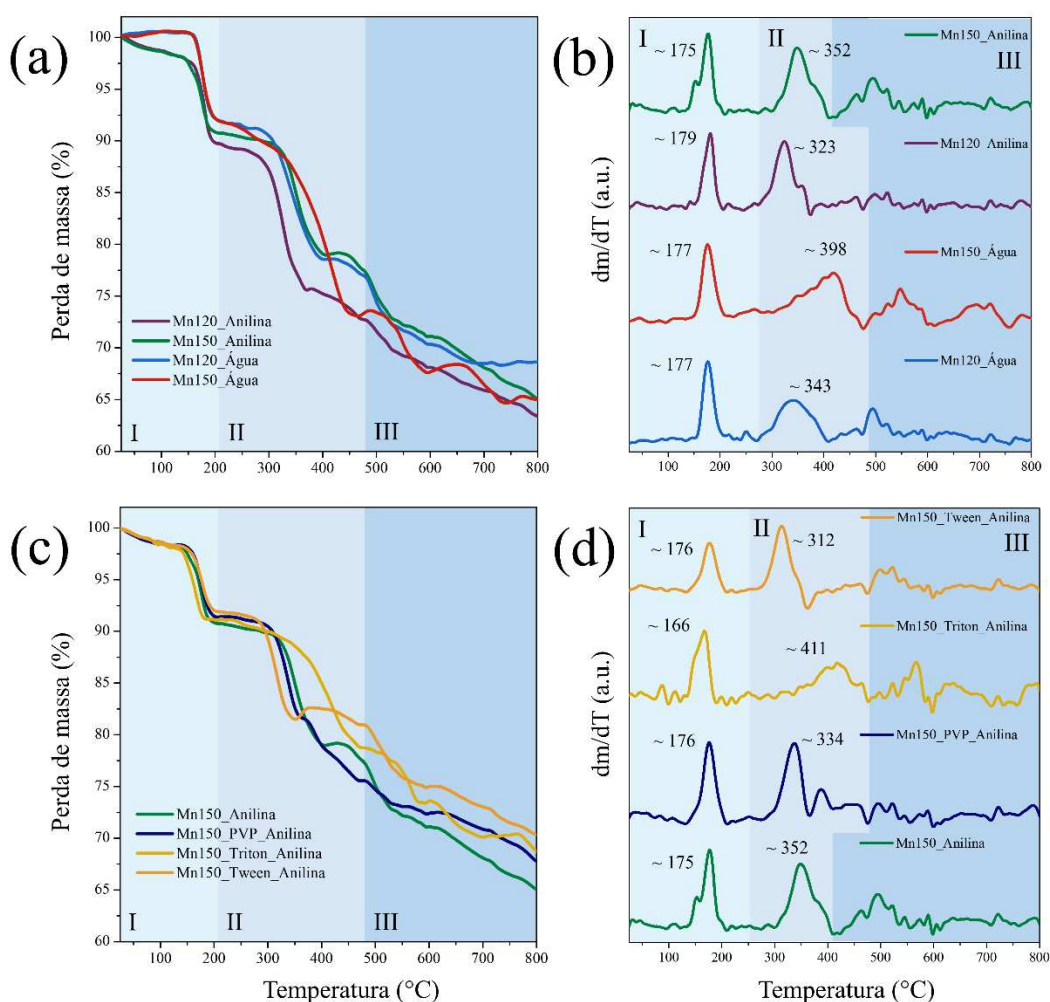 (a)
Perda de massa (%)
100
95
90
85
80
75
70
65
60
Mn120_Anilina
Mn150_Anilina
Mn120_Água
Mn150_Água
I
II
III
100
200
300
400
500
600
700
800
(b)
dm/dT (a.u.)
I
II
III
Mn150_Anilina
~ 175
~ 352
Mn120_Anilina
~ 179
~ 323
Mn150_Água
~ 177
~ 398
Mn120_Água
~ 177
~ 343
100
200
300
400
500
600
700
800
(c)
Perda de massa (%)
100
95
90
85
80
75
70
65
60
Mn150_Anilina
Mn150_PVP_Anilina
Mn150_Triton_Anilina
Mn150_Tween_Anilina
I
II
III
100
200
300
400
500
600
700
800
Temperatura (°C)
(d)
dm/dT (a.u.)
I
II
III
Mn150_Tween_Anilina
~ 176
~ 312
Mn150_Triton_Anilina
~ 166
~ 411
Mn150_PVP_Anilina
~ 176
~ 334
Mn150_Anilina
~ 175
~ 352
100
200
300
400
500
600
700
800
Temperatura (°C)